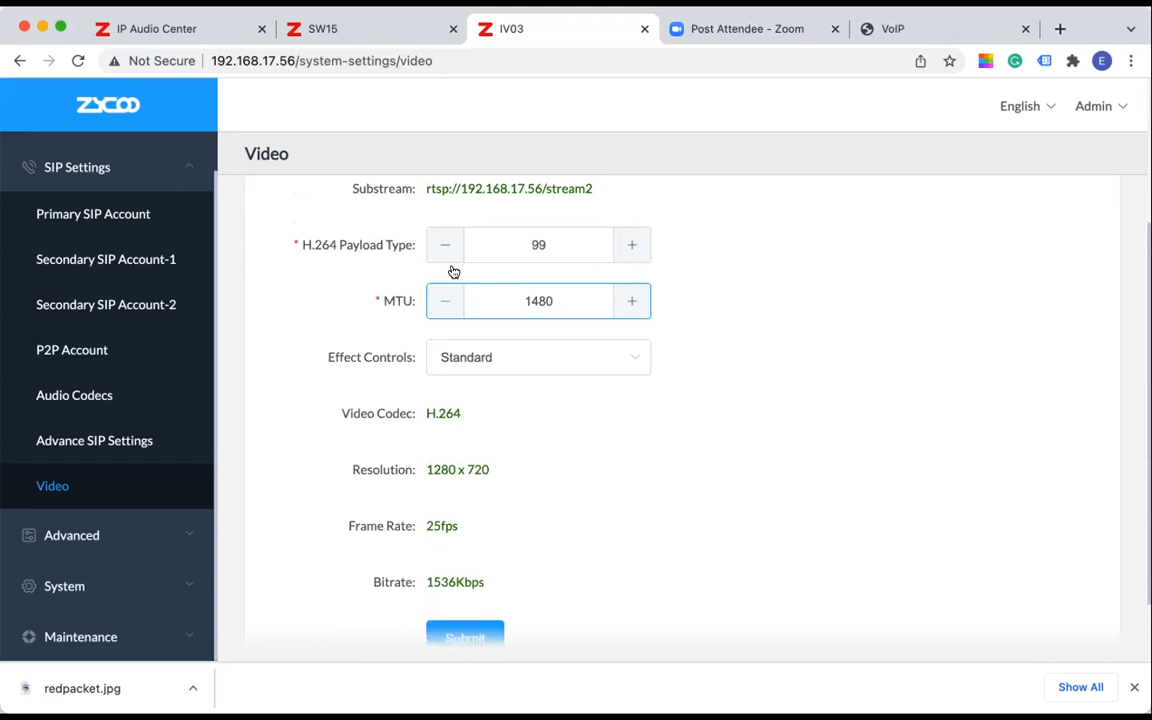 IP Audio Center
SW15
IV03
Post Attendee - Zoom
VoIP
Not Secure
192.168.17.56/system-settings/video
E
ZYCOO
English
Admin
SIP Settings
Primary SIP Account
Secondary SIP Account-1
Secondary SIP Account-2
P2P Account
Audio Codecs
Advance SIP Settings
Video
Advanced
System
Maintenance
Video
Substream: rtsp://192.168.17.56/stream2
* H.264 Payload Type: 99
* MTU: 1480
Effect Controls: Standard
Video Codec: H.264
Resolution: 1280 x 720
Frame Rate: 25fps
Bitrate: 1536Kbps
Submit
redpacket.jpg
Show All